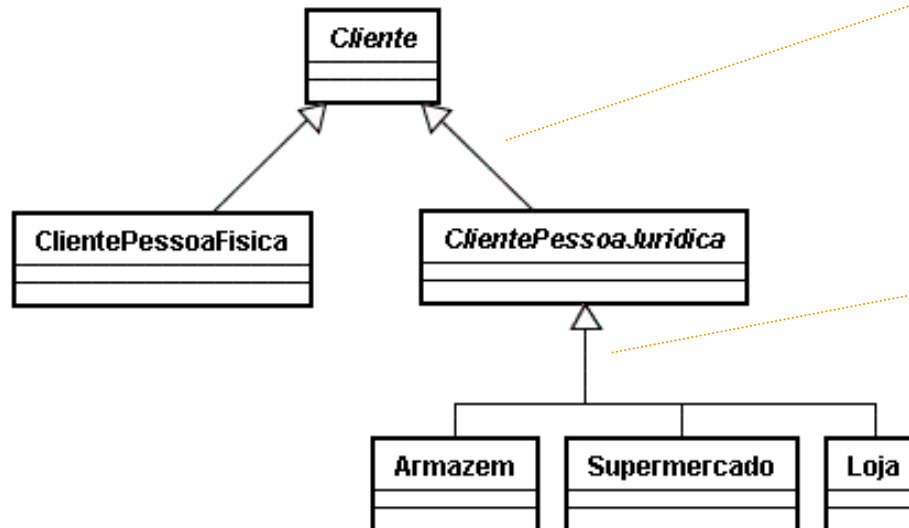 Cliente
ClientePessoaFisica
ClientePessoaJuridica
Armazem
Supermercado
Loja